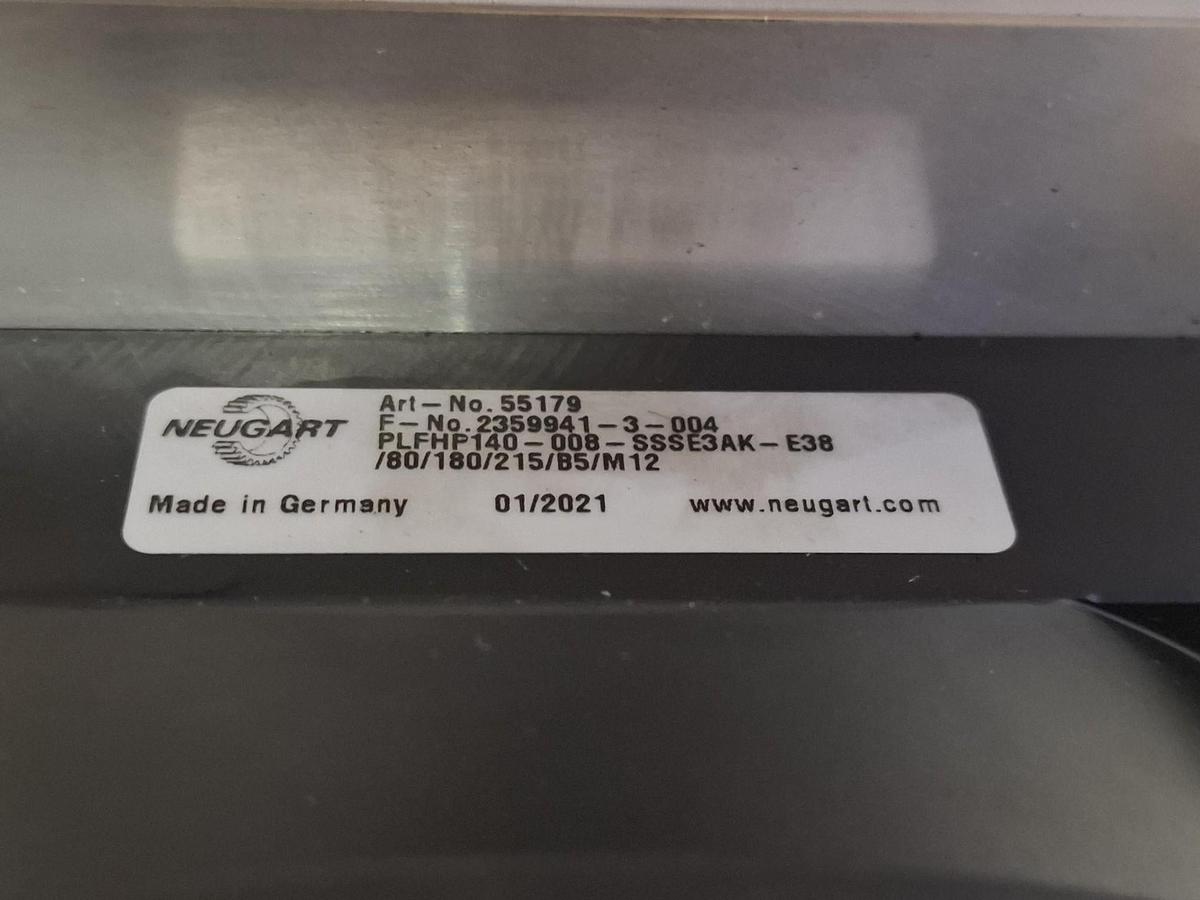 NEUGART
Art-No. 55179
F-No. 2359941-3-004
PLFHP140-008-SSSE3AK-E38
/80/180/215/B5/M12
Made in Germany 01/2021 www.neugart.com